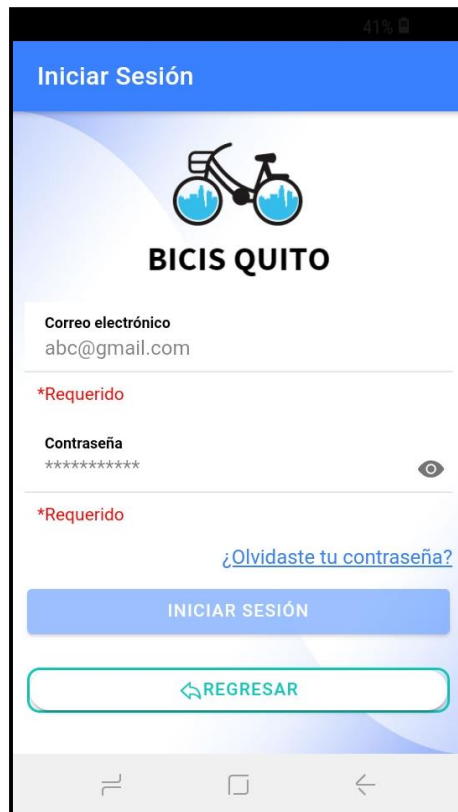 41%
Iniciar Sesión
BICIS QUITO
Correo electrónico
abc@gmail.com
*Requerido
Contraseña
***********
*Requerido
¿Olvidaste tu contraseña?
INICIAR SESIÓN
REGRESAR